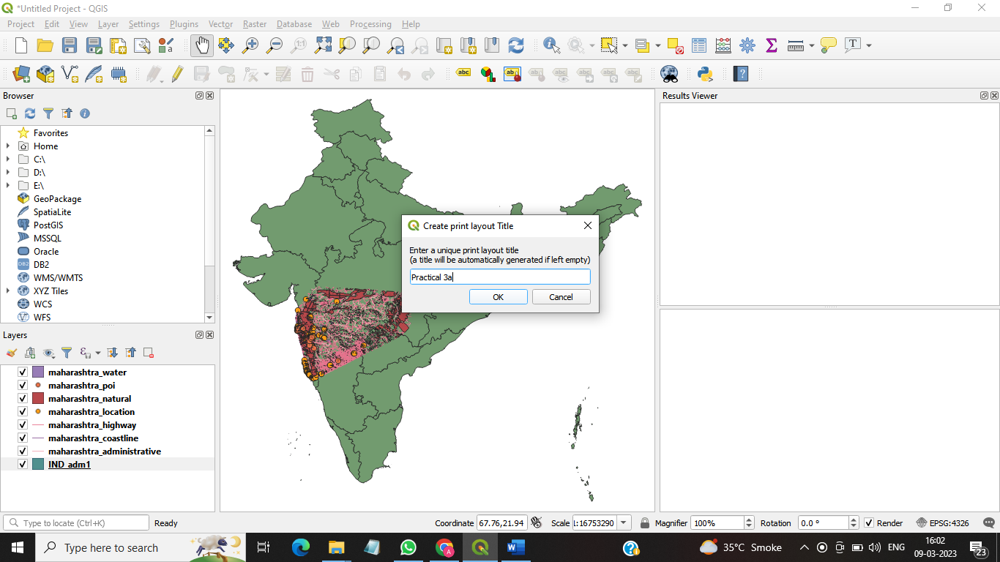 *Untitled Project - QGIS
Project Edit View Layer Settings Plugins Vector Raster Database Web Processing Help
Browser
Favorites
Home
C:\
D:\
E:\
GeoPackage
SpatiaLite
PostGIS
MSSQL
Oracle
DB2
WMS/WMTS
XYZ Tiles
WCS
WFS
Layers
maharashtra_water
maharashtra_poi
maharashtra_natural
maharashtra_location
maharashtra_highway
maharashtra_coastline
maharashtra_administrative
IND_adm1
Create print layout Title
Enter a unique print layout title
(a title will be automatically generated if left empty)
Practical 3a
OK Cancel
Results Viewer
Type to locate (Ctrl+K) Ready Coordinate 67.76,21.94 Scale 1:16753290 Magnifier 100% Rotation 0.0 ° Render EPSG:4326
Type here to search
35°C Smoke
ENG
16:02
09-03-2023
23